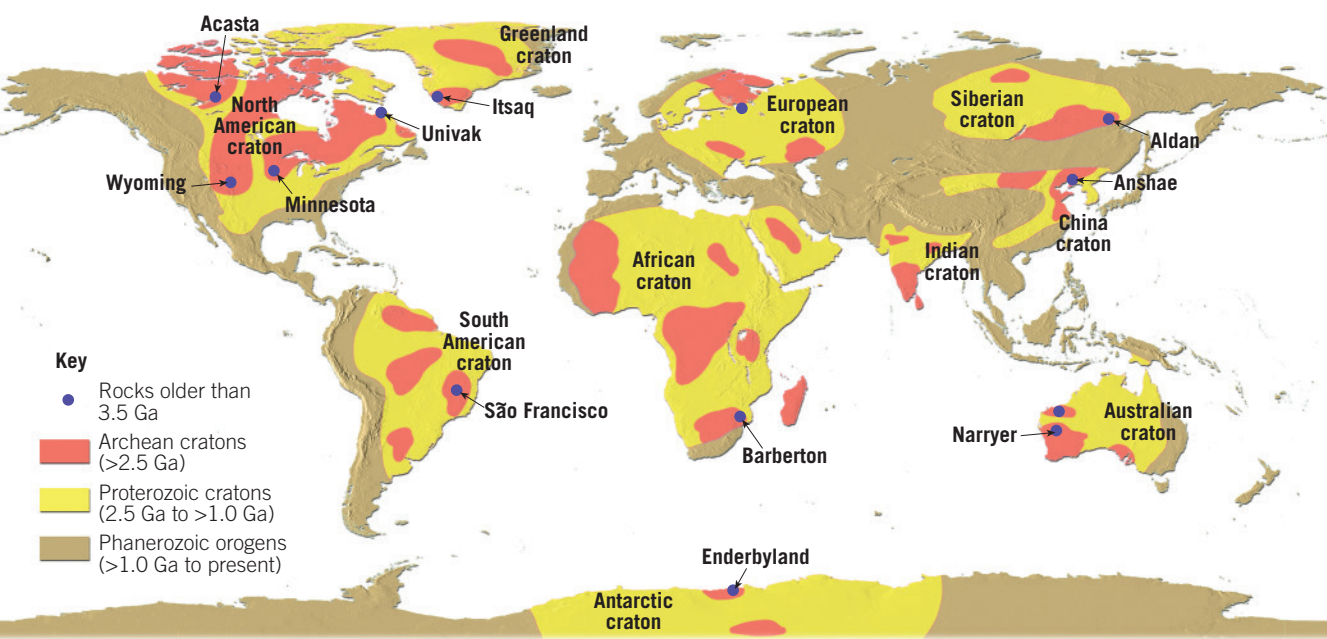 Acasta
Greenland
craton
North
American
craton
Itsaq
Univak
European
craton
Siberian
craton
Aldan
Wyoming
Minnesota
Anshae
China
craton
African
craton
Indian
craton
South
American
craton
São Francisco
Australian
craton
Narryer
Barberton
Key
Rocks older than
3.5 Ga
Archean cratons
(>2.5 Ga)
Proterozoic cratons
(2.5 Ga to >1.0 Ga)
Phanerozoic orogens
(>1.0 Ga to present)
Enderbyland
Antarctic
craton